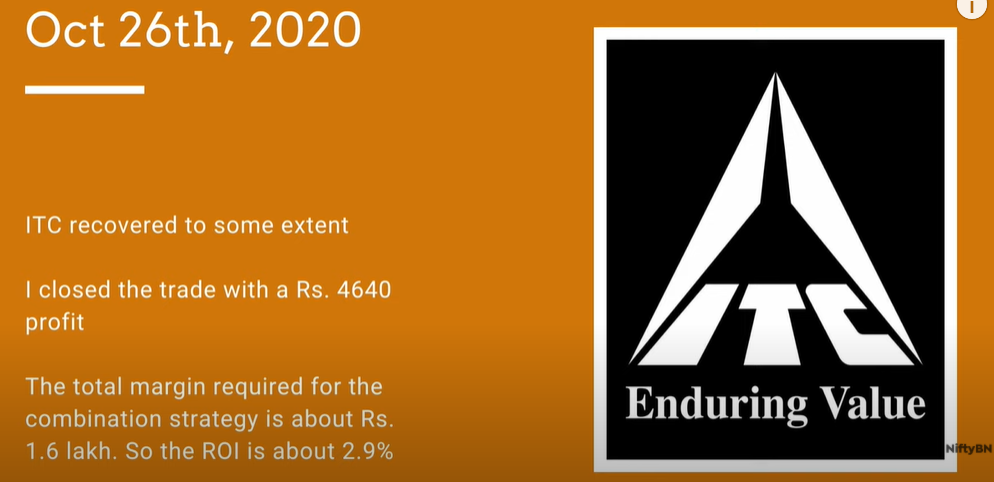 Oct 26th, 2020
ITC recovered to some extent
I closed the trade with a Rs. 4640
profit
The total margin required for the
combination strategy is about Rs.
1.6 lakh. So the ROI is about 2.9%
ITC
Enduring Value
NiftyBN